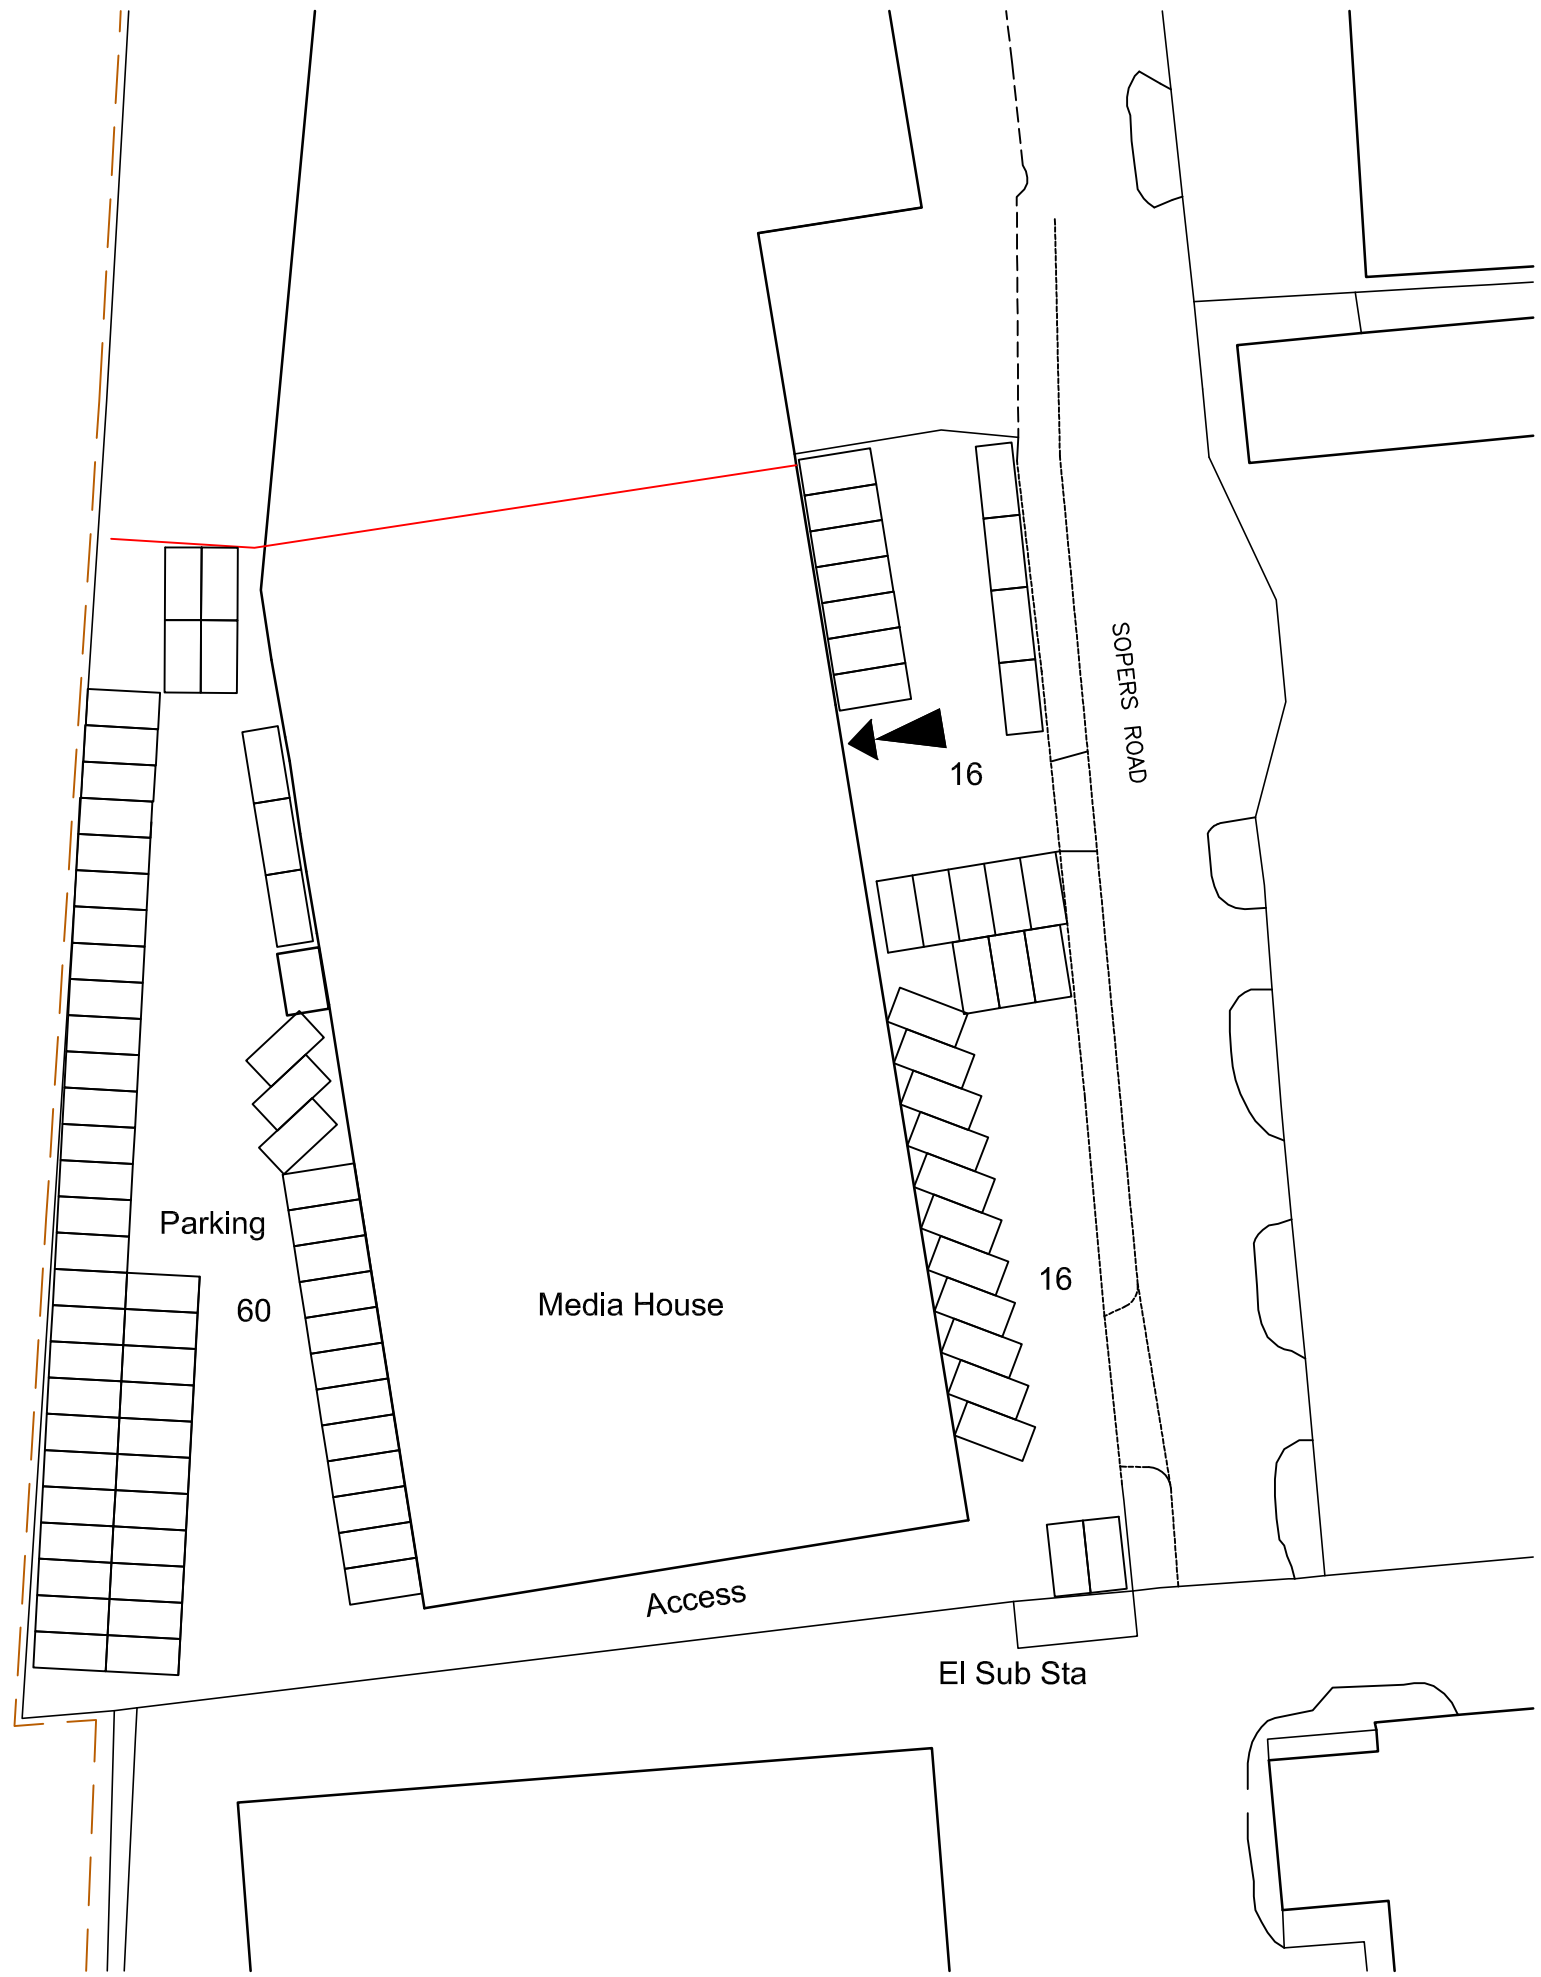 SOPERS ROAD
16
Parking
60
Media House
16
Access
El Sub Sta